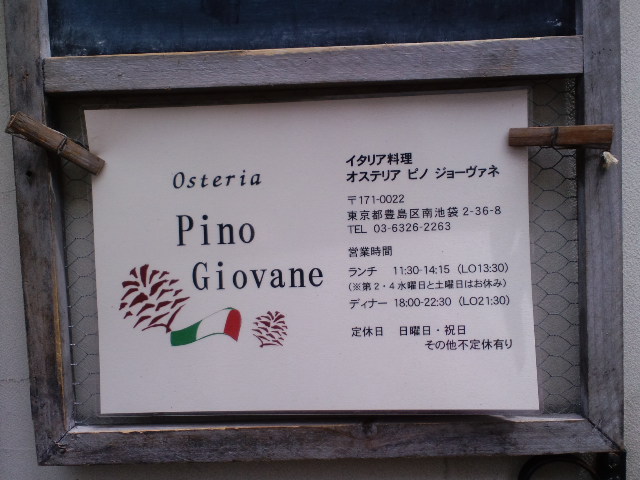 Osteria
Pino
Giovane
イタリア料理
オステリア ピノ ジョーヴァネ
〒171-0022
東京都豊島区南池袋 2-36-8
TEL 03-6326-2263
営業時間
ランチ 11:30-14:15 (LO13:30)
(※第2・4水曜日と土曜日はお休み)
ディナー 18:00-22:30 (LO21:30)
定休日 日曜日・祝日
その他不定休有り